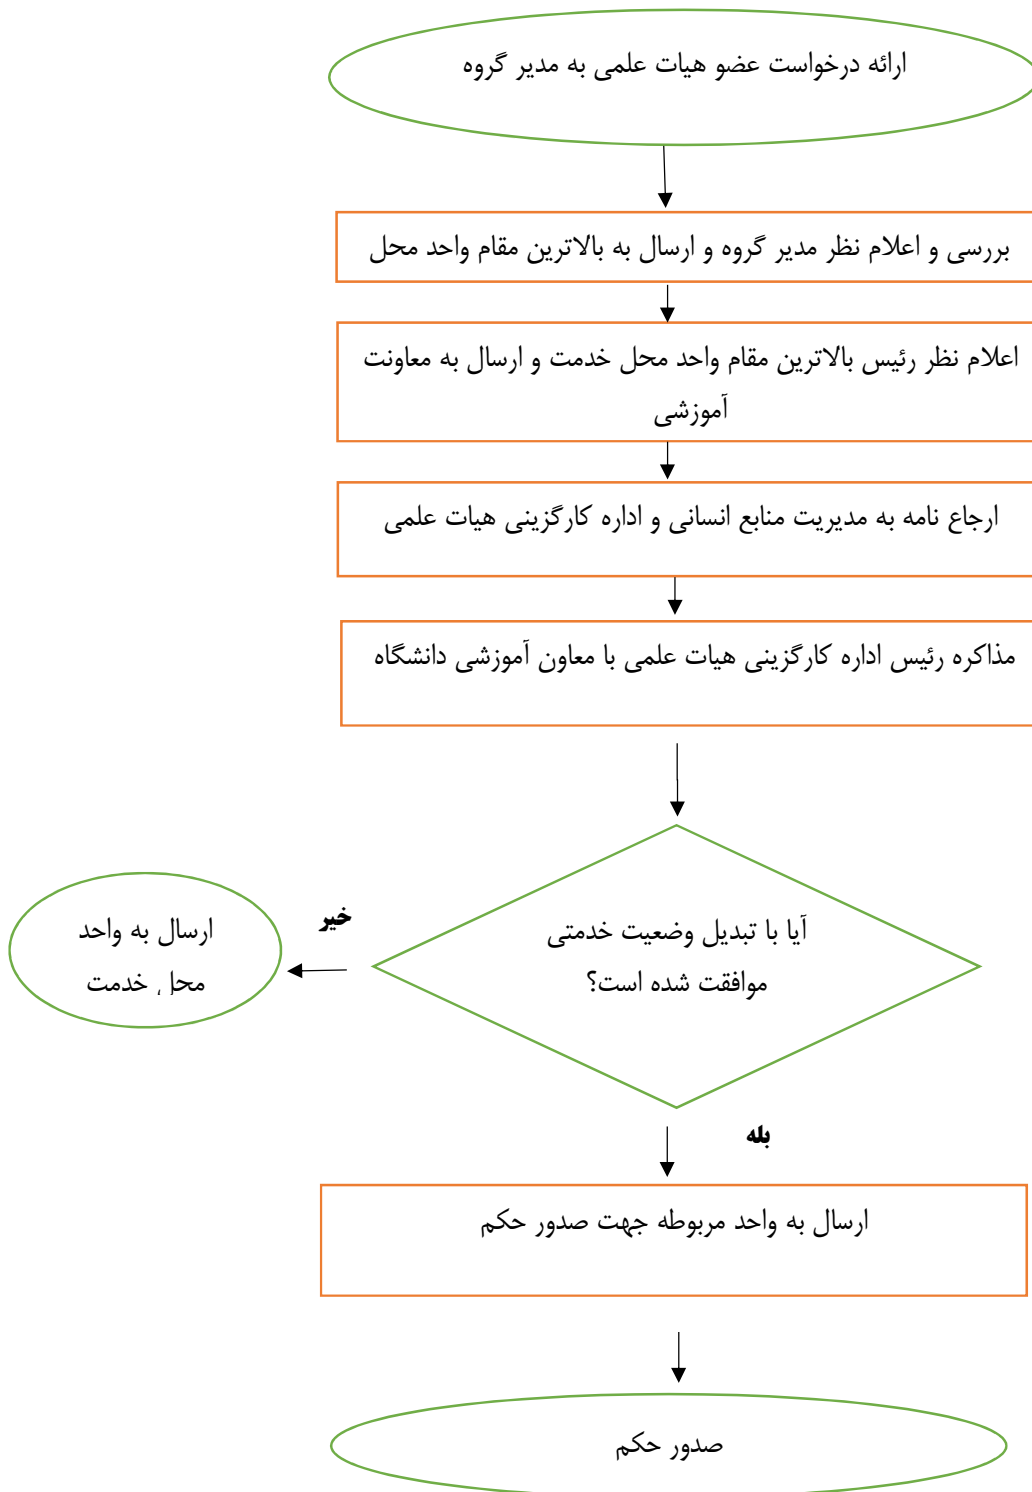 ارائه درخواست عضو هیات علمی به مدیر گروه
بررسی و اعلام نظر مدیر گروه و ارسال به بالاترین مقام واحد محل
اعلام نظر رئیس بالاترین مقام واحد محل خدمت و ارسال به معاونت
آموزشی
ارجاع نامه به مدیریت منابع انسانی و اداره کارگزینی هیات علمی
مذاکره رئیس اداره کارگزینی هیات علمی با معاون آموزشی دانشگاه
آیا با تبدیل وضعیت خدمتی
موافقت شده است؟
خیر
ارسال به واحد
محل خدمت
بله
ارسال به واحد مربوطه جهت صدور حکم
صدور حکم